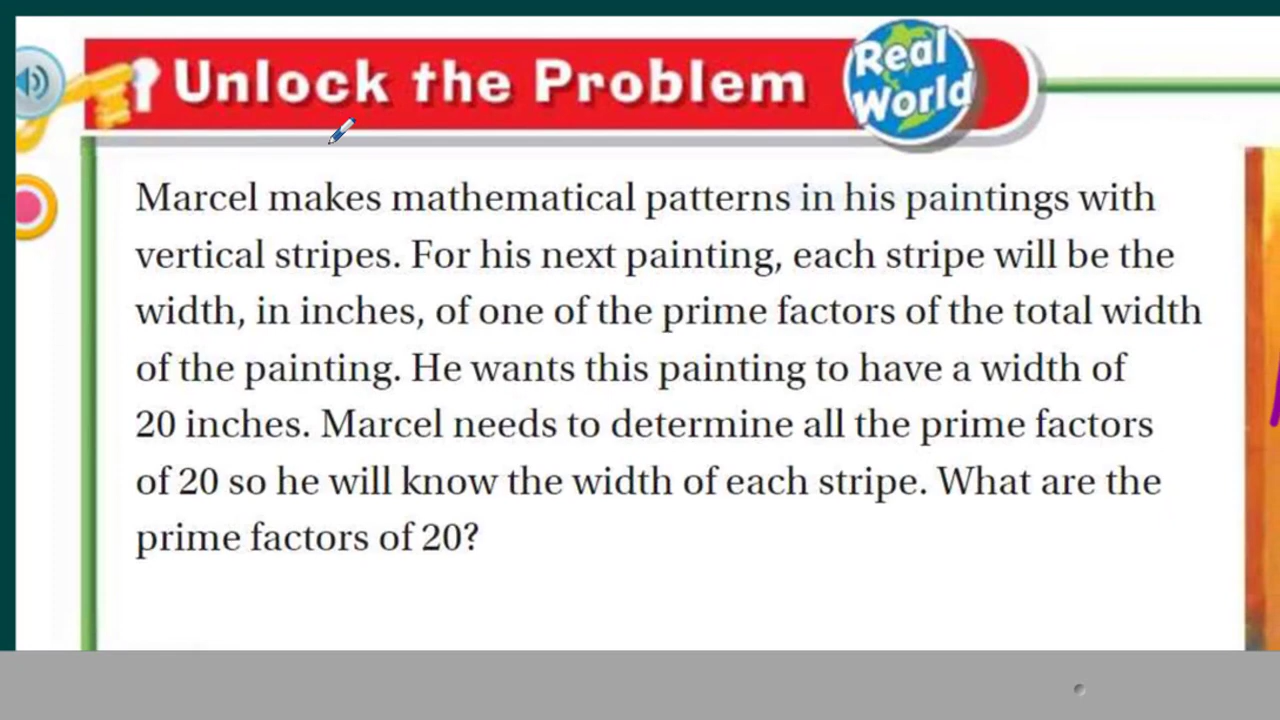 Unlock the Problem
Real
World
Marcel makes mathematical patterns in his paintings with
vertical stripes. For his next painting, each stripe will be the
width, in inches, of one of the prime factors of the total width
of the painting. He wants this painting to have a width of
20 inches. Marcel needs to determine all the prime factors
of 20 so he will know the width of each stripe. What are the
prime factors of 20?